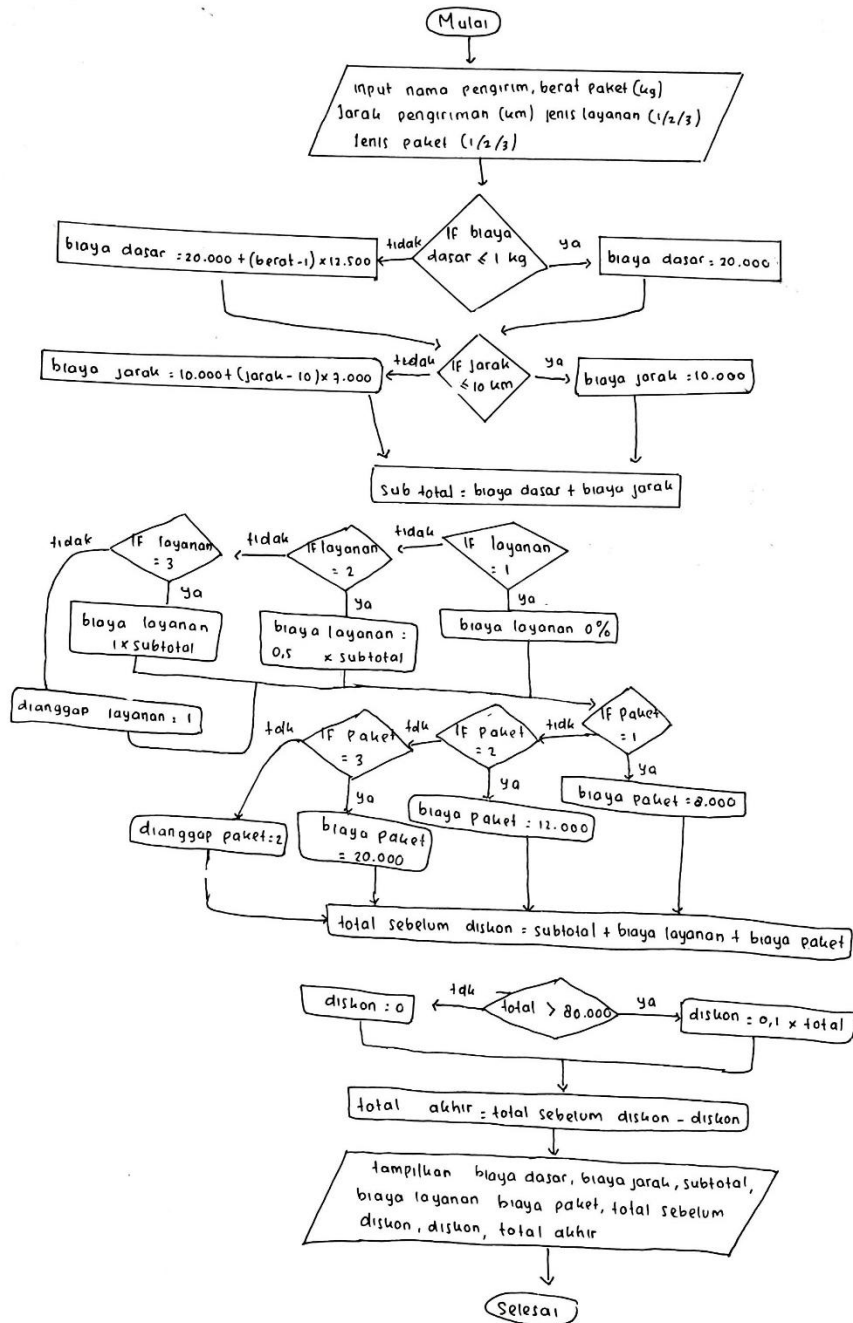 Mulai
input nama pengirim, berat paket (kg)
Jarak pengiriman (km) jenis layanan (1/2/3)
Jenis paket (1/2/3)
IF biaya
dasar ≤ 1 kg
tidak
ya
biaya dasar = 20.000 + (berat-1) × 12.500
biaya dasar = 20.000
IF jarak
≤ 10 km
tidak
ya
biaya jarak = 10.000 + (jarak - 10) × 7.000
biaya jarak = 10.000
Sub total = biaya dasar + biaya jarak
IF layanan
= 1
tidak
ya
IF layanan
= 2
tidak
ya
IF layanan
= 3
tidak
ya
biaya layanan
1 × subtotal
biaya layanan :
0,5 × subtotal
biaya layanan 0%
dianggap layanan = 1
IF paket
= 1
tidk
ya
IF paket
= 2
tdk
ya
IF paket
= 3
tdk
ya
biaya paket = 8.000
biaya paket = 12.000
biaya paket
= 20.000
dianggap paket = 2
total sebelum diskon = subtotal + biaya layanan + biaya paket
total > 80.000
tdk
ya
diskon = 0
diskon = 0,1 × total
total akhir = total sebelum diskon - diskon
tampilkan biaya dasar, biaya jarak, subtotal,
biaya layanan biaya paket, total sebelum
diskon, diskon, total akhir
Selesai